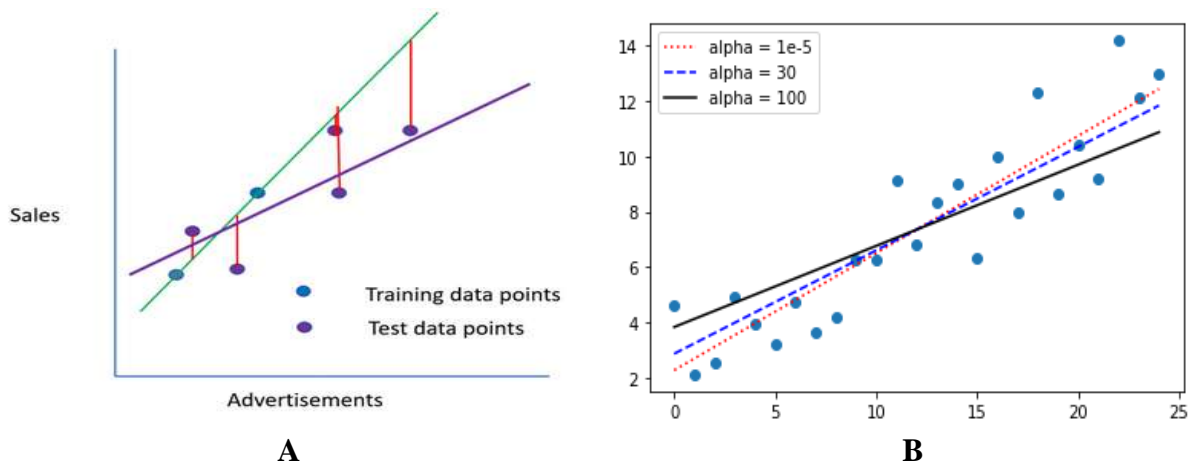 Sales
Training data points
Test data points
Advertisements
A
alpha = 1e-5
alpha = 30
alpha = 100
14
12
10
8
6
4
2
0 5 10 15 20 25
B